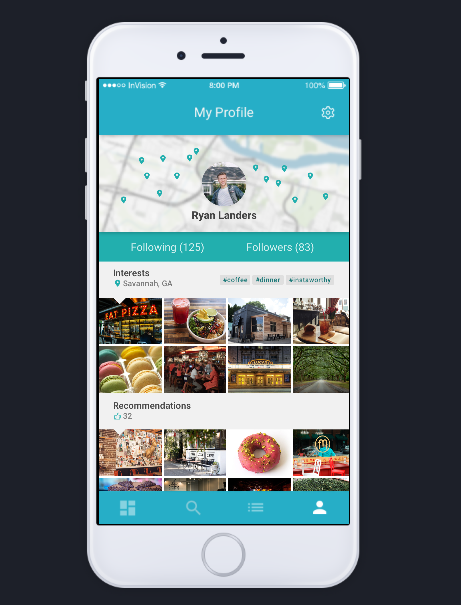 InVision
8:00 PM
100%
My Profile
Ryan Landers
Following (125)
Followers (83)
Interests
Savannah, GA
#coffee
#dinner
#instaworthy
EAT PIZZA
Recommendations
32